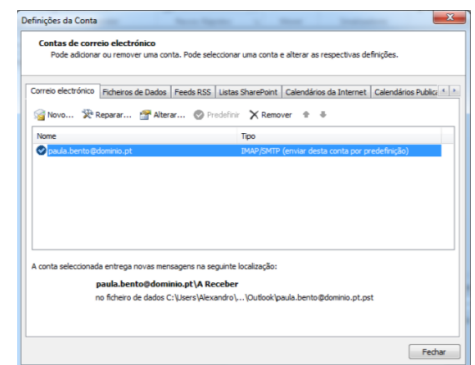 Definições da Conta
Contas de correio electrónico
Pode adicionar ou remover uma conta. Pode seleccionar uma conta e alterar as respectivas definições.
Correio electrónico Ficheiros de Dados Feeds RSS Listas SharePoint Calendários da Internet Calendários Public
Novo... Reparar... Alterar... Predefinir Remover
Nome Tipo
paula.bento@dominio.pt IMAP/SMTP (enviar desta conta por predefinição)
A conta seleccionada entrega novas mensagens na seguinte localização:
paula.bento@dominio.pt\A Receber
no ficheiro de dados C:\Users\Alexandro\...\Outlook\paula.bento@dominio.pt.pst
Fechar